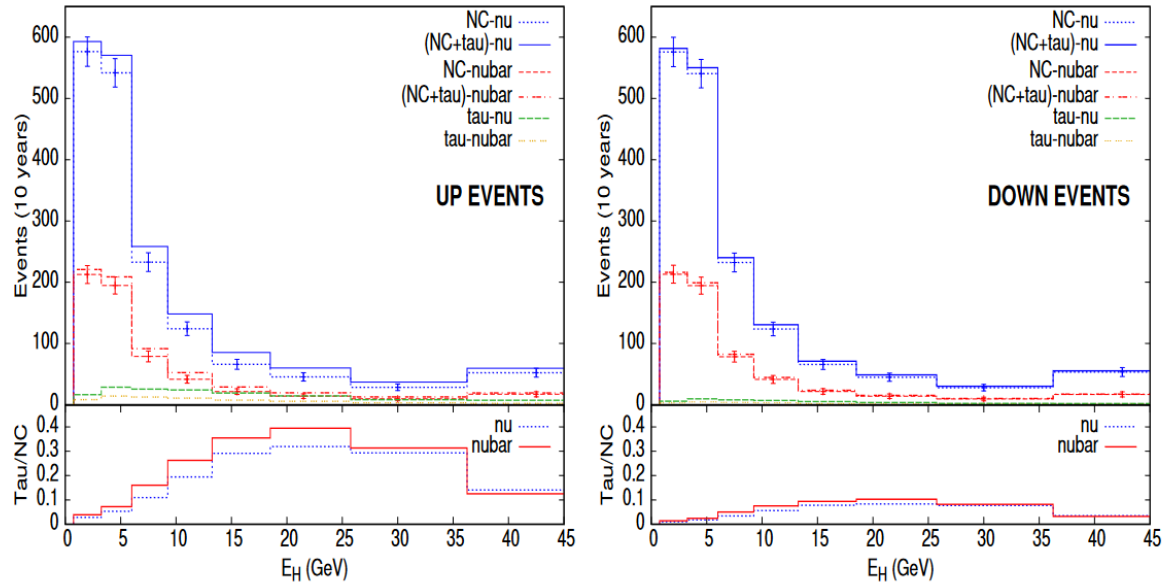 NC-nu
(NC+tau)-nu
NC-nubar
(NC+tau)-nubar
tau-nu
tau-nubar
UP EVENTS
Events (10 years)
600
500
400
300
200
100
0
nu
nubar
Tau/NC
0.4
0.3
0.2
0.1
0
0 5 10 15 20 25 30 35 40 45
E_H (GeV)
NC-nu
(NC+tau)-nu
NC-nubar
(NC+tau)-nubar
tau-nu
tau-nubar
DOWN EVENTS
Events (10 years)
600
500
400
300
200
100
0
nu
nubar
Tau/NC
0.4
0.3
0.2
0.1
0
0 5 10 15 20 25 30 35 40 45
E_H (GeV)